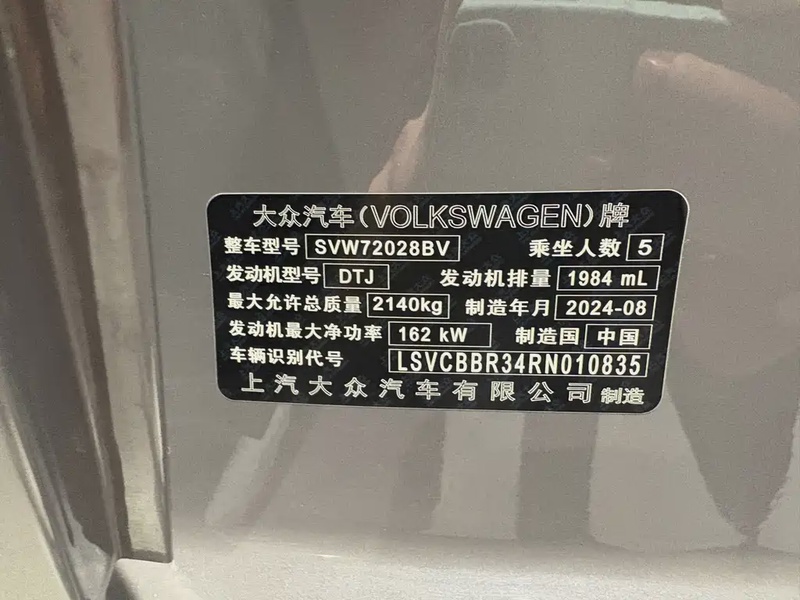 大众汽车(VOLKSWAGEN)牌
整车型号 SVW72028BV 乘坐人数 5
发动机型号 DTJ 发动机排量 1984 mL
最大允许总质量 2140kg 制造年月 2024-08
发动机最大净功率 162 kW 制造国 中国
车辆识别代号 LSVCBBR34RN010835
上汽大众汽车有限公司 制造